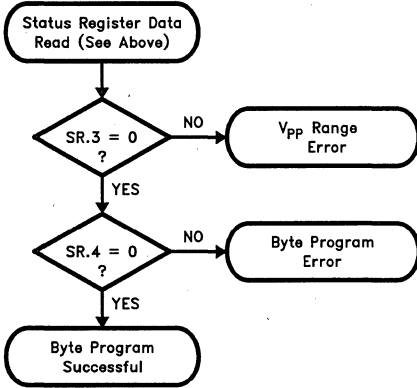 Status Register Data
Read (See Above)
SR.3 = 0
?
NO
VPP Range
Error
YES
SR.4 = 0
?
NO
Byte Program
Error
YES
Byte Program
Successful